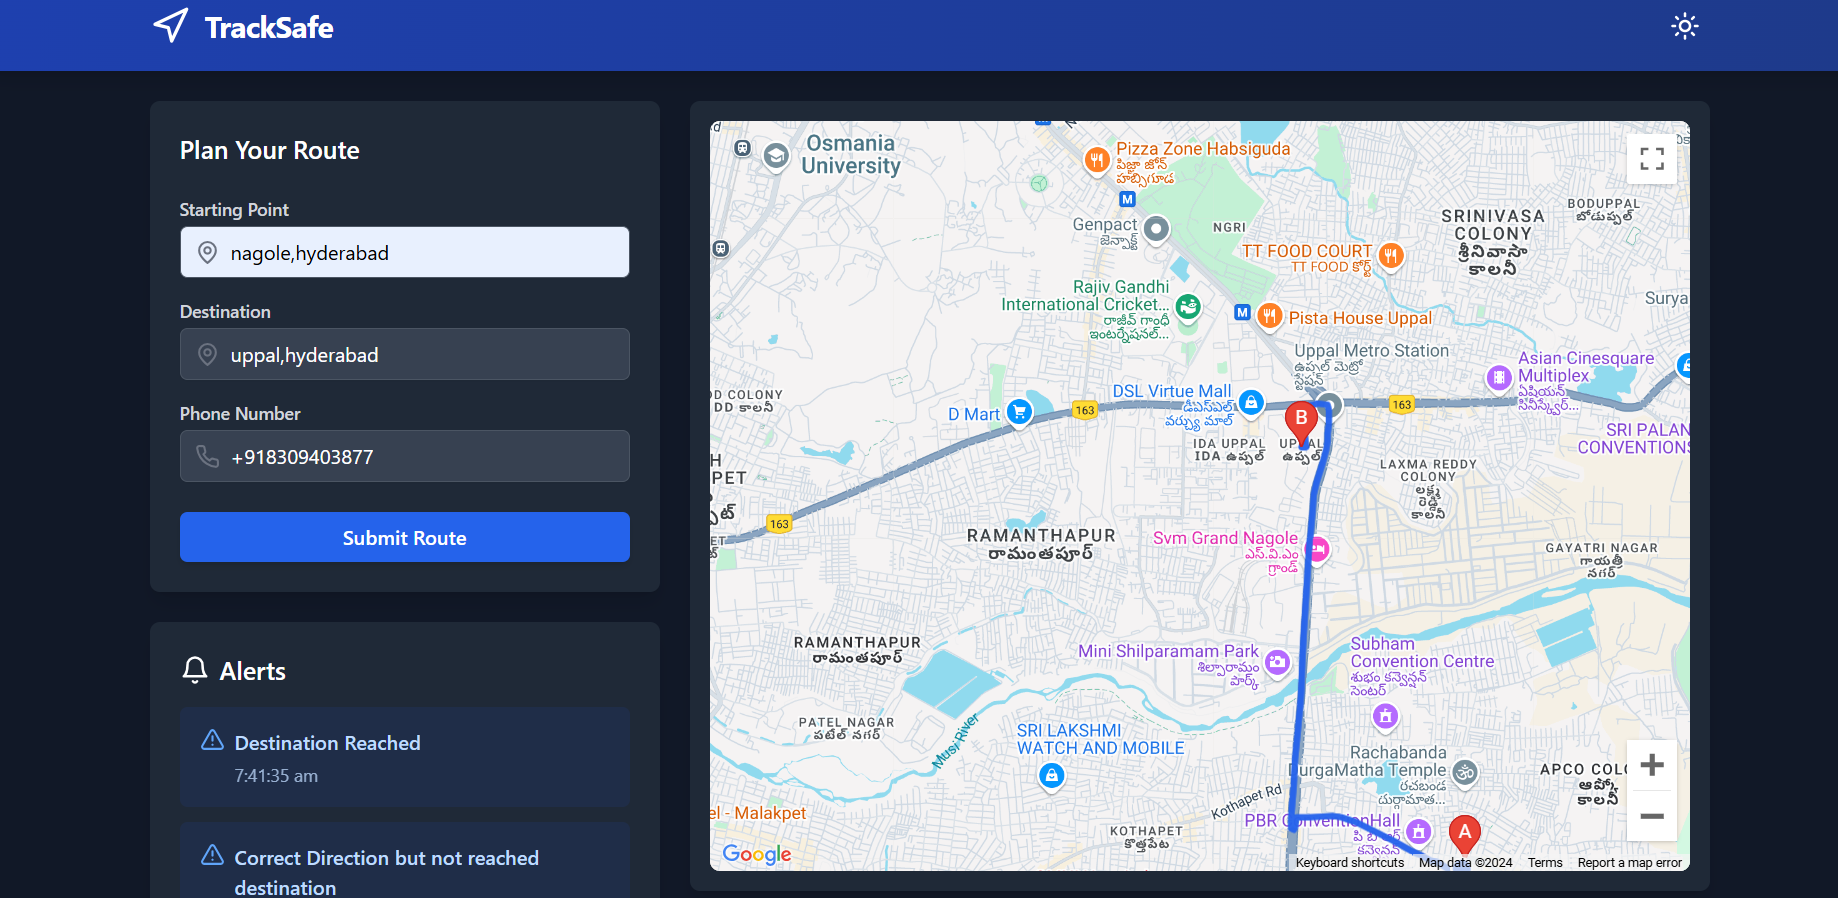 TrackSafe
Plan Your Route
Starting Point
nagole,hyderabad
Destination
uppal,hyderabad
Phone Number
+918309403877
Submit Route
Alerts
Destination Reached
7:41:35 am
Correct Direction but not reached
destination
Osmania
University
Pizza Zone Habsiguda
పిజ్జా జోన్
హబ్సిగూడ
M
Genpact
జెన్పాక్ట్
NGRI
BODUPPAL
బోడుప్పల్
SRINIVASA
COLONY
శ్రీనివాసా
కాలనీ
TT FOOD COURT
TT FOOD కోర్ట్
Rajiv Gandhi
International Cricket...
రాజీవ్ గాంధీ
ఇంటర్నేషనల్...
M
Pista House Uppal
Surya
Uppal Metro Station
ఉప్పల్ మెట్రో
స్టేషన్
Asian Cinesquare
Multiplex
ఏషియన్
సినీస్క్వేర్...
DD COLONY
DD కాలనీ
D Mart
163
DSL Virtue Mall
డీఎస్ఎల్
వర్చ్యు మాల్
B
163
IDA UPPAL
IDA ఉప్పల్
UPPAL
ఉప్పల్
SRI PALAN
CONVENTIONS
LAXMA REDDY
COLONY
లక్ష్మ
రెడ్డి
కాలనీ
163
RAMANTHAPUR
రామంతపూర్
Svm Grand Nagole
ఎస్.వి.ఎం
గ్రాండ్
GAYATRI NAGAR
గాయత్రీ
నగర్
RAMANTHAPUR
రామంతపూర్
Mini Shilparamam Park
శిల్పారామం
పార్క్
Subham
Convention Centre
శుభం కన్వెన్షన్
సెంటర్
PATEL NAGAR
పటేల్ నగర్
Musi River
SRI LAKSHMI
WATCH AND MOBILE
Rachabanda
DurgaMatha Temple
రచబండ
దుర్గామాత...
APCO COLO
ఆప్కో
కాలనీ
el - Malakpet
Kothapet Rd
KOTHAPET
కొత్తపేట
PBR ConventionHall
పి బి ఆర్
కన్వెన్షన్
A
Google
Keyboard shortcuts
Map data ©2024
Terms
Report a map error